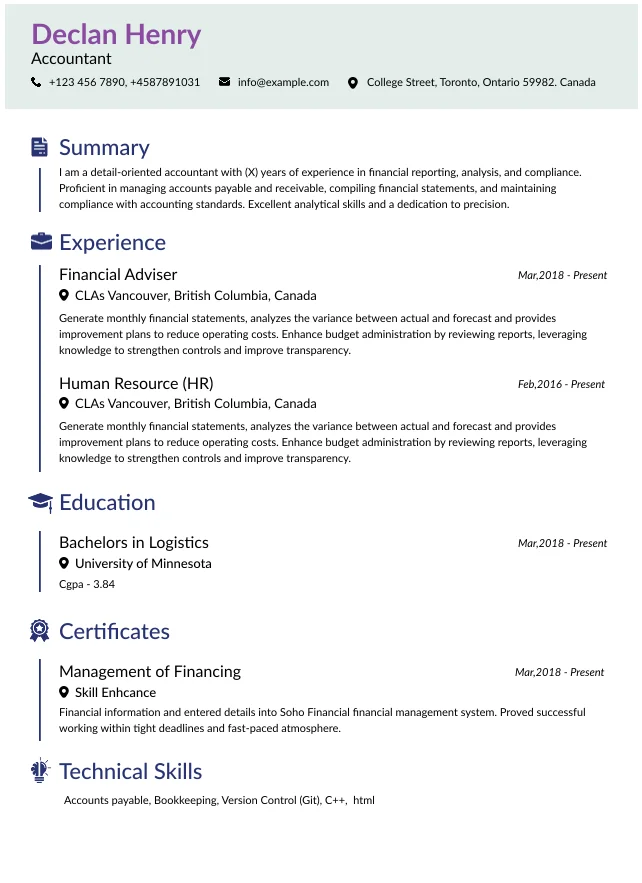 Declan Henry
Accountant
+123 456 7890, +4587891031 info@example.com College Street, Toronto, Ontario 59982. Canada
Summary
I am a detail-oriented accountant with (X) years of experience in financial reporting, analysis, and compliance.
Proficient in managing accounts payable and receivable, compiling financial statements, and maintaining
compliance with accounting standards. Excellent analytical skills and a dedication to precision.
Experience
Financial Adviser Mar,2018 - Present
CLAs Vancouver, British Columbia, Canada
Generate monthly financial statements, analyzes the variance between actual and forecast and provides
improvement plans to reduce operating costs. Enhance budget administration by reviewing reports, leveraging
knowledge to strengthen controls and improve transparency.
Human Resource (HR) Feb,2016 - Present
CLAs Vancouver, British Columbia, Canada
Generate monthly financial statements, analyzes the variance between actual and forecast and provides
improvement plans to reduce operating costs. Enhance budget administration by reviewing reports, leveraging
knowledge to strengthen controls and improve transparency.
Education
Bachelors in Logistics Mar,2018 - Present
University of Minnesota
Cgpa - 3.84
Certificates
Management of Financing Mar,2018 - Present
Skill Enhcance
Financial information and entered details into Soho Financial financial management system. Proved successful
working within tight deadlines and fast-paced atmosphere.
Technical Skills
Accounts payable, Bookkeeping, Version Control (Git), C++, html